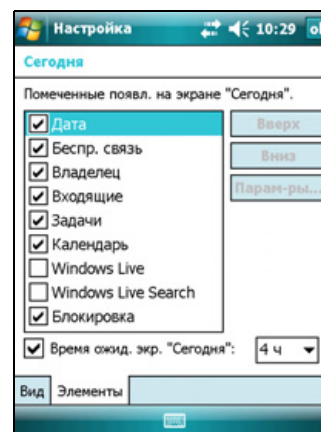 Настройка 10:29 ok
Сегодня
Помеченные появл. на экране "Сегодня".
Дата
Беспр. связь
Владелец
Входящие
Задачи
Календарь
Windows Live
Windows Live Search
Блокировка
Вверх
Вниз
Парам-ры...
Время ожид. экр. "Сегодня": 4 ч
Вид Элементы